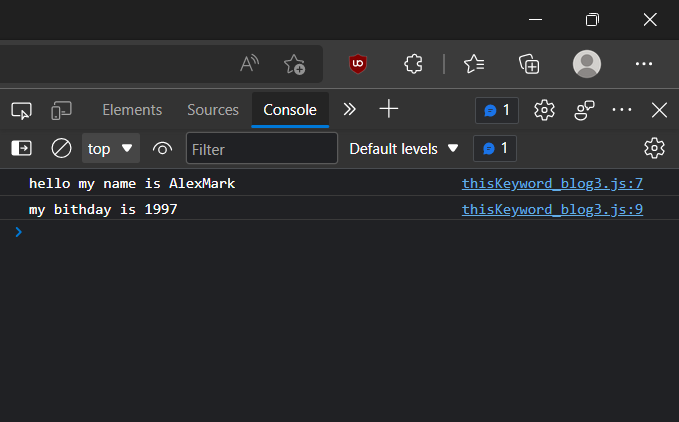 Elements Sources Console 1
top Filter Default levels 1
hello my name is AlexMark thisKeyword_blog3.js:7
my bithday is 1997 thisKeyword_blog3.js:9